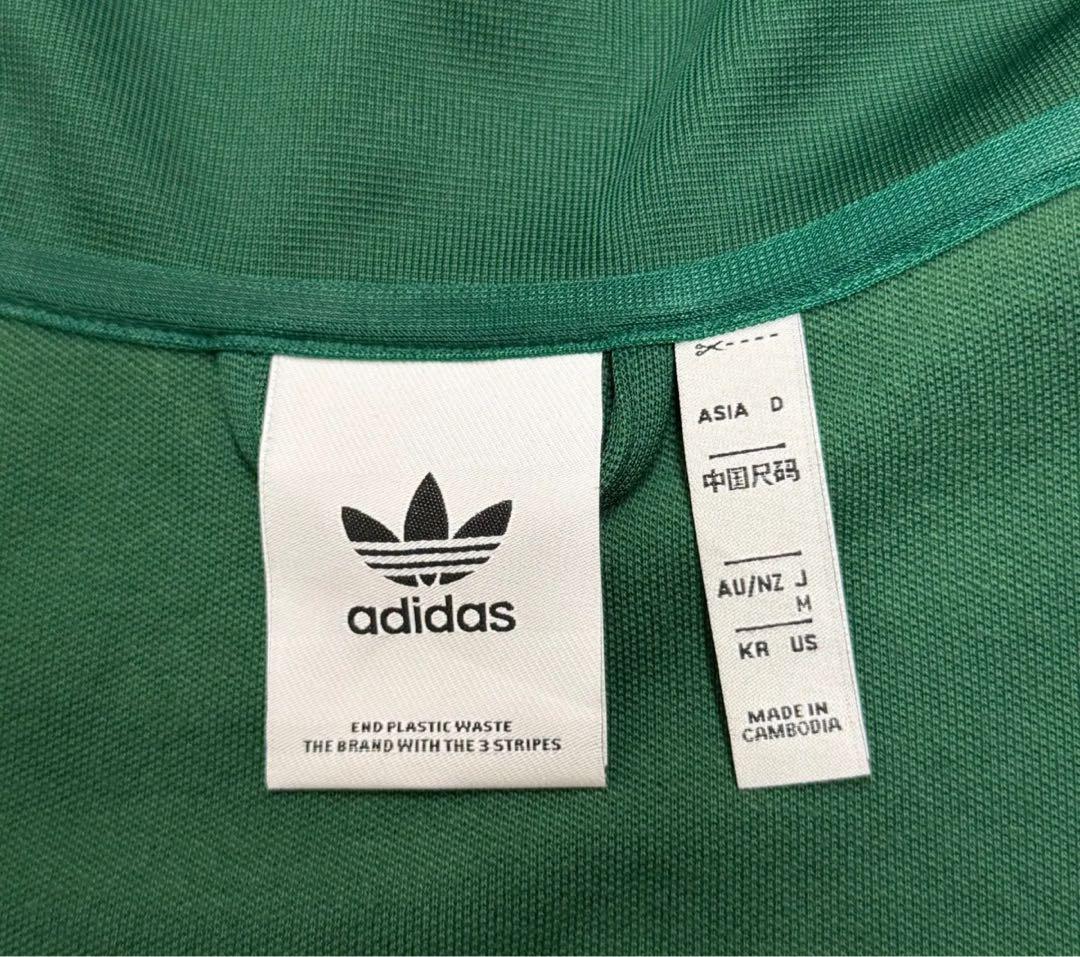 adidas
END PLASTIC WASTE
THE BRAND WITH THE 3 STRIPES
ASIA D
中国尺码
AU/NZ J
M
KR US
MADE IN
CAMBODIA